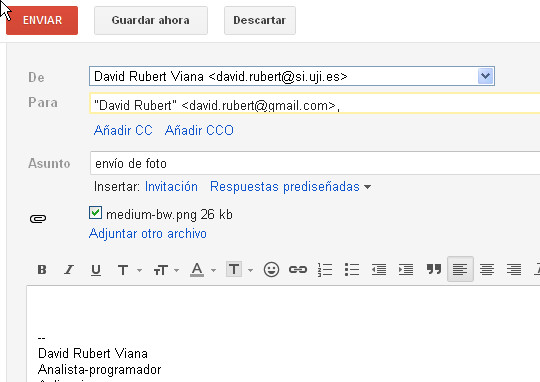 ENVIAR Guardar ahora Descartar
De David Rubert Viana <david.rubert@si.uji.es>
Para "David Rubert" <david.rubert@gmail.com>,
Añadir CC Añadir CCO
Asunto envío de foto
Insertar: Invitación Respuestas prediseñadas
medium-bw.png 26 kb
Adjuntar otro archivo
B I U T TT A T
--
David Rubert Viana
Analista-programador